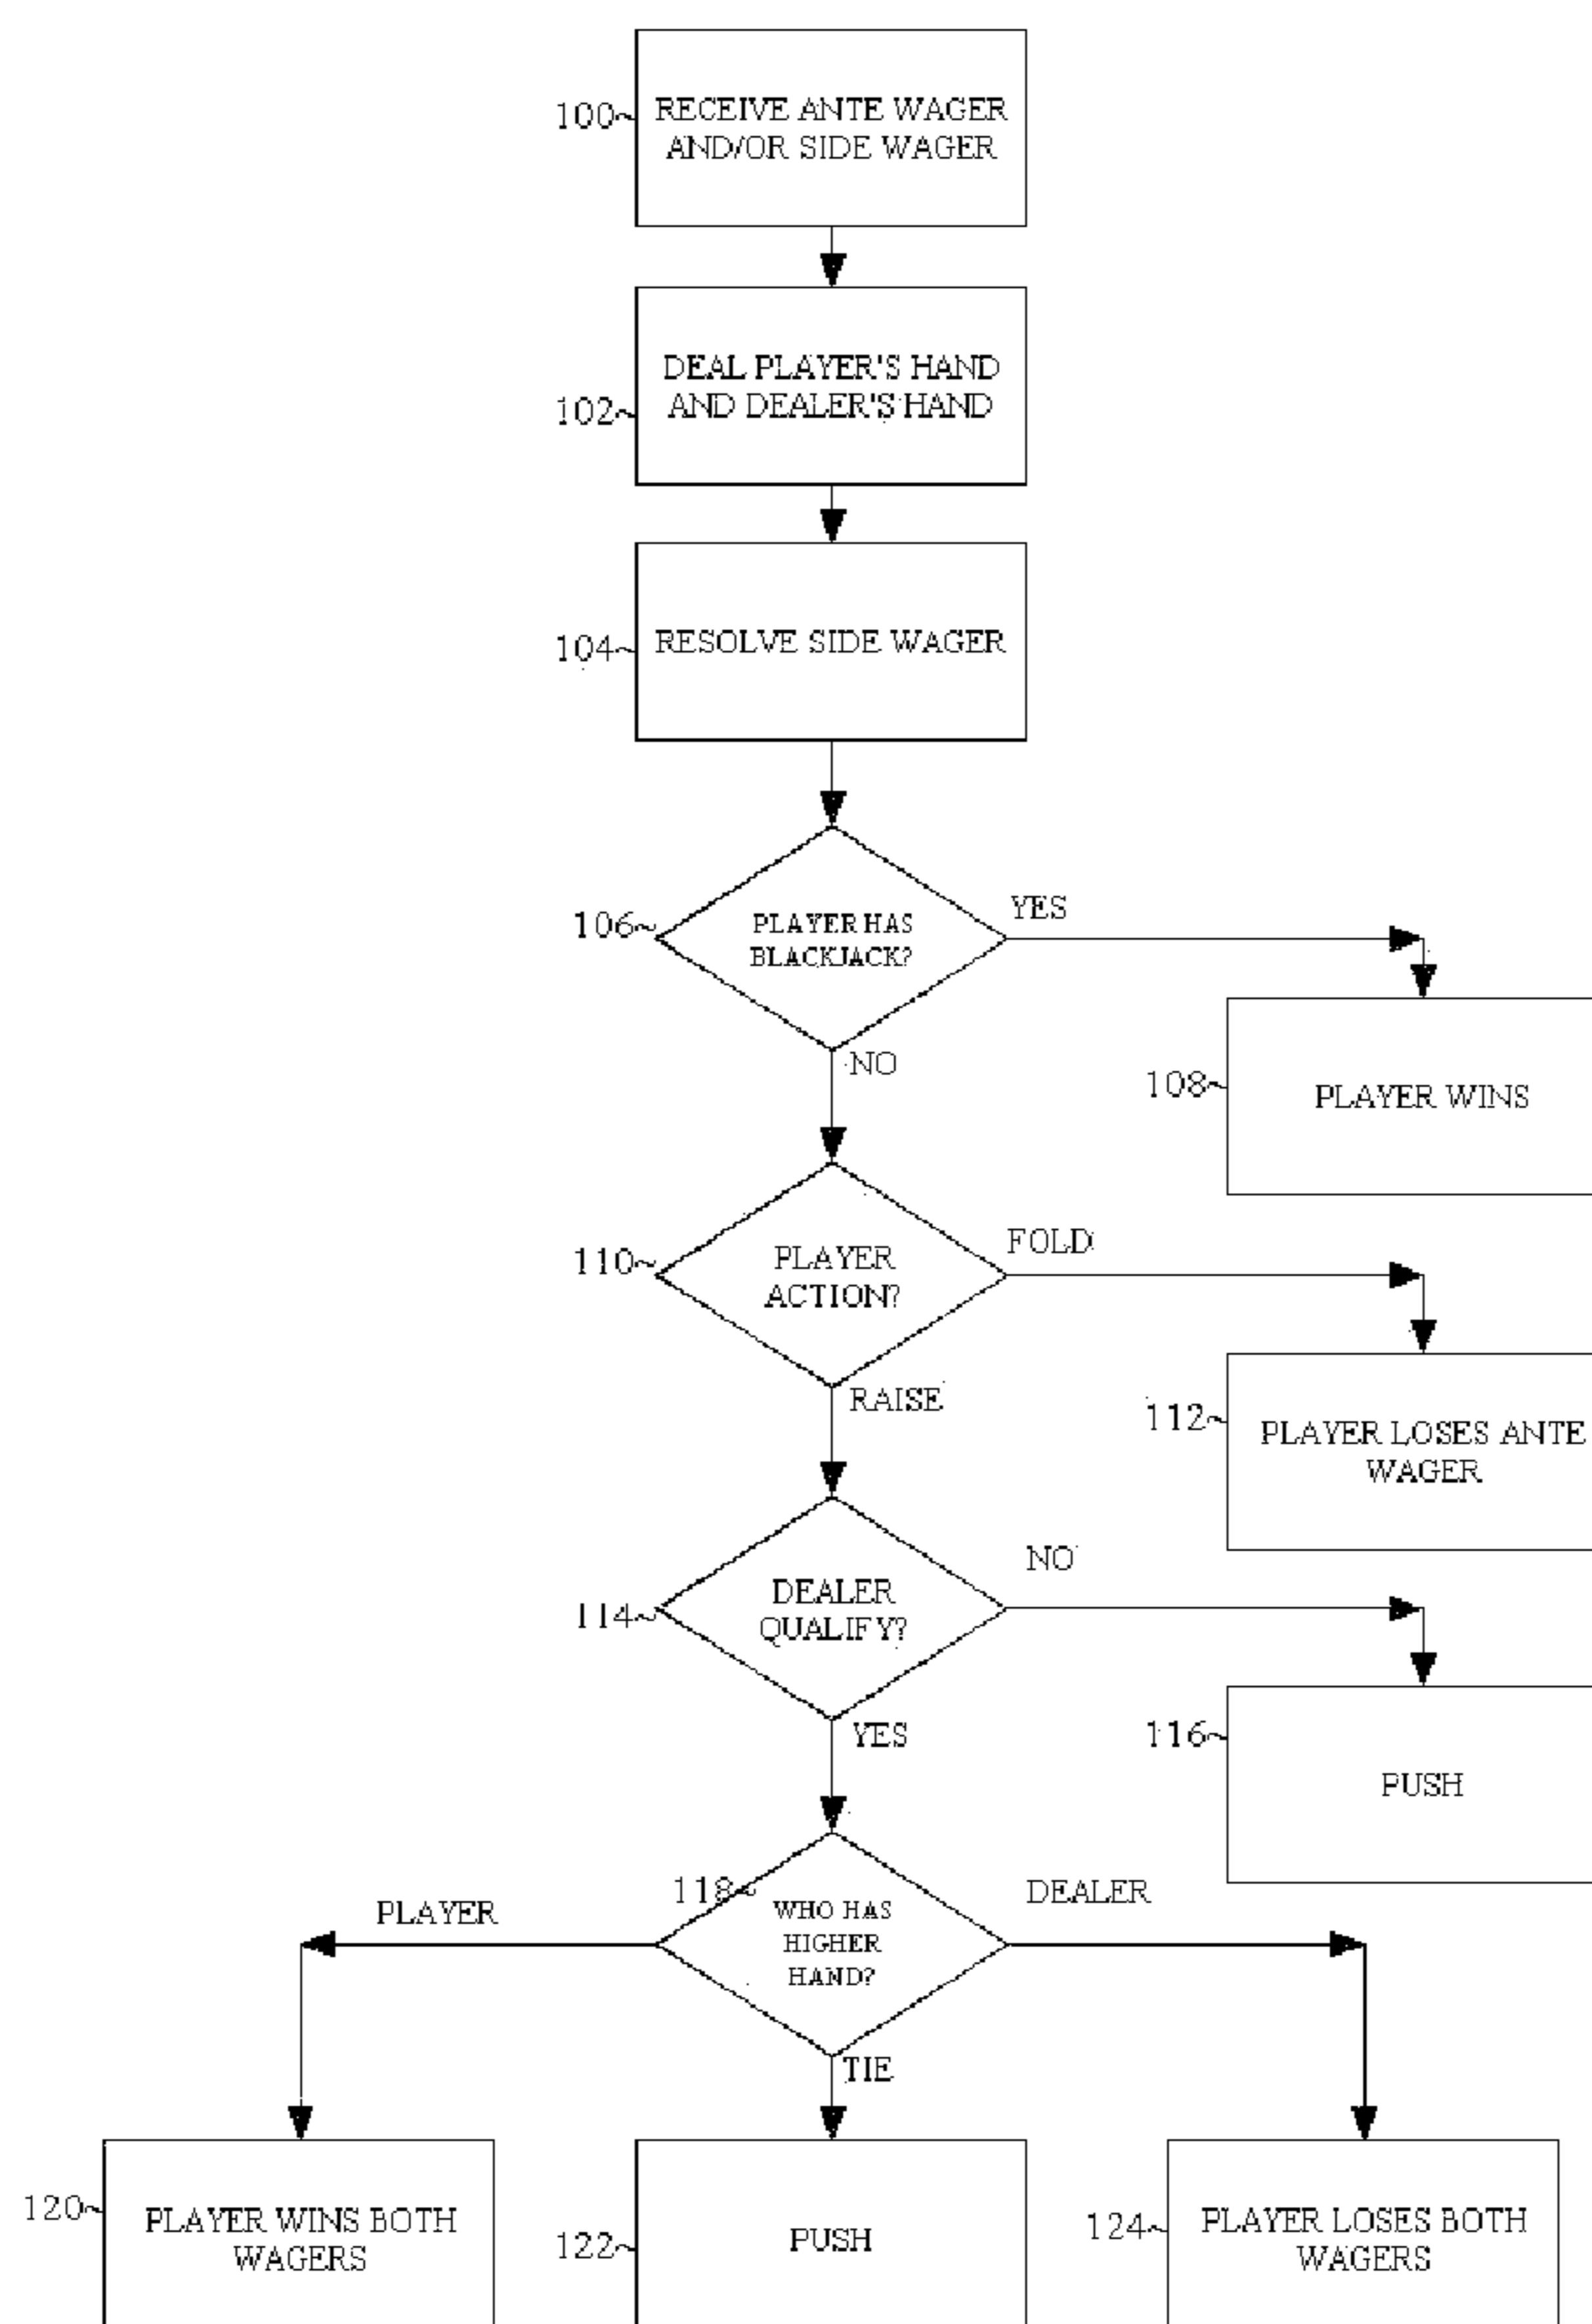 100
RECEIVE ANTE WAGER
AND/OR SIDE WAGER
102
DEAL PLAYER'S HAND
AND DEALER'S HAND
104
RESOLVE SIDE WAGER
106
PLAYER HAS
BLACKJACK?
YES
NO
108
PLAYER WINS
110
PLAYER
ACTION?
FOLD
RAISE
112
PLAYER LOSES ANTE
WAGER
114
DEALER
QUALIFY?
NO
YES
116
PUSH
118
WHO HAS
HIGHER
HAND?
PLAYER
DEALER
TIE
120
PLAYER WINS BOTH
WAGERS
122
PUSH
124
PLAYER LOSES BOTH
WAGERS